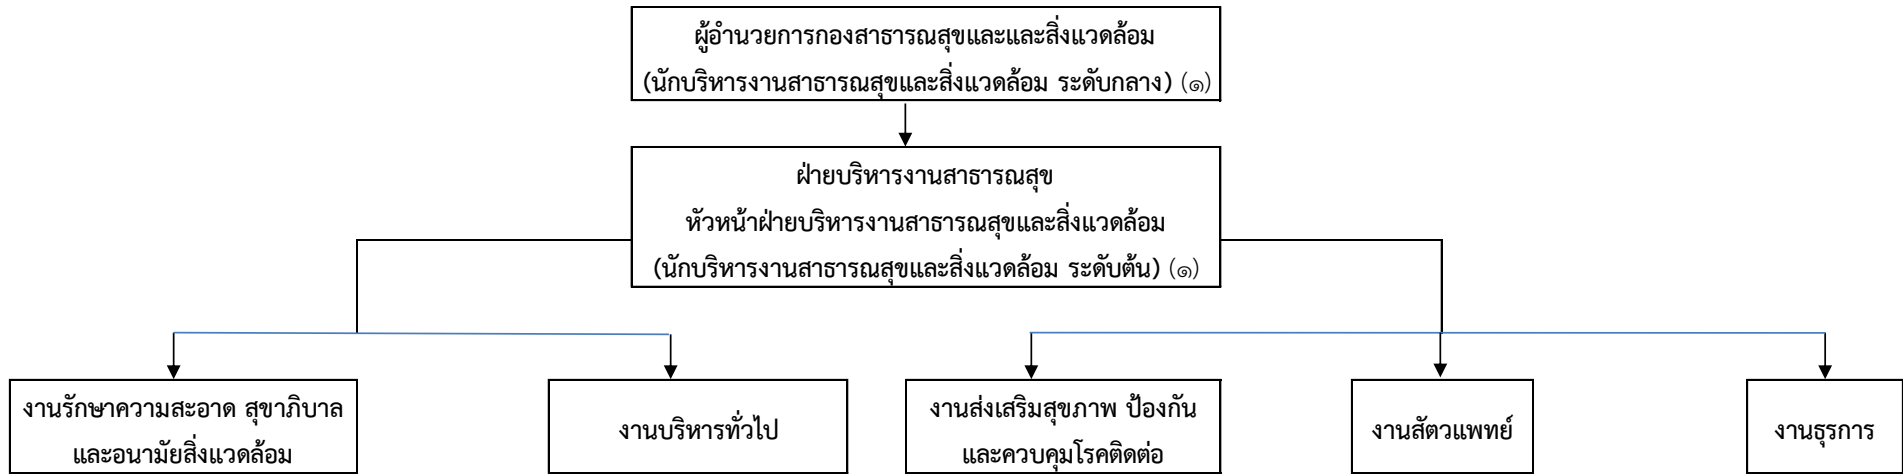 ผู้อำนวยการกองสาธารณสุขและและสิ่งแวดล้อม
(นักบริหารงานสาธารณสุขและสิ่งแวดล้อม ระดับกลาง) (๑)
ฝ่ายบริหารงานสาธารณสุข
หัวหน้าฝ่ายบริหารงานสาธารณสุขและสิ่งแวดล้อม
(นักบริหารงานสาธารณสุขและสิ่งแวดล้อม ระดับต้น) (๑)
งานรักษาความสะอาด สุขาภิบาล
และอนามัยสิ่งแวดล้อม
งานบริหารทั่วไป
งานส่งเสริมสุขภาพ ป้องกัน
และควบคุมโรคติดต่อ
งานสัตวแพทย์
งานธุรการ